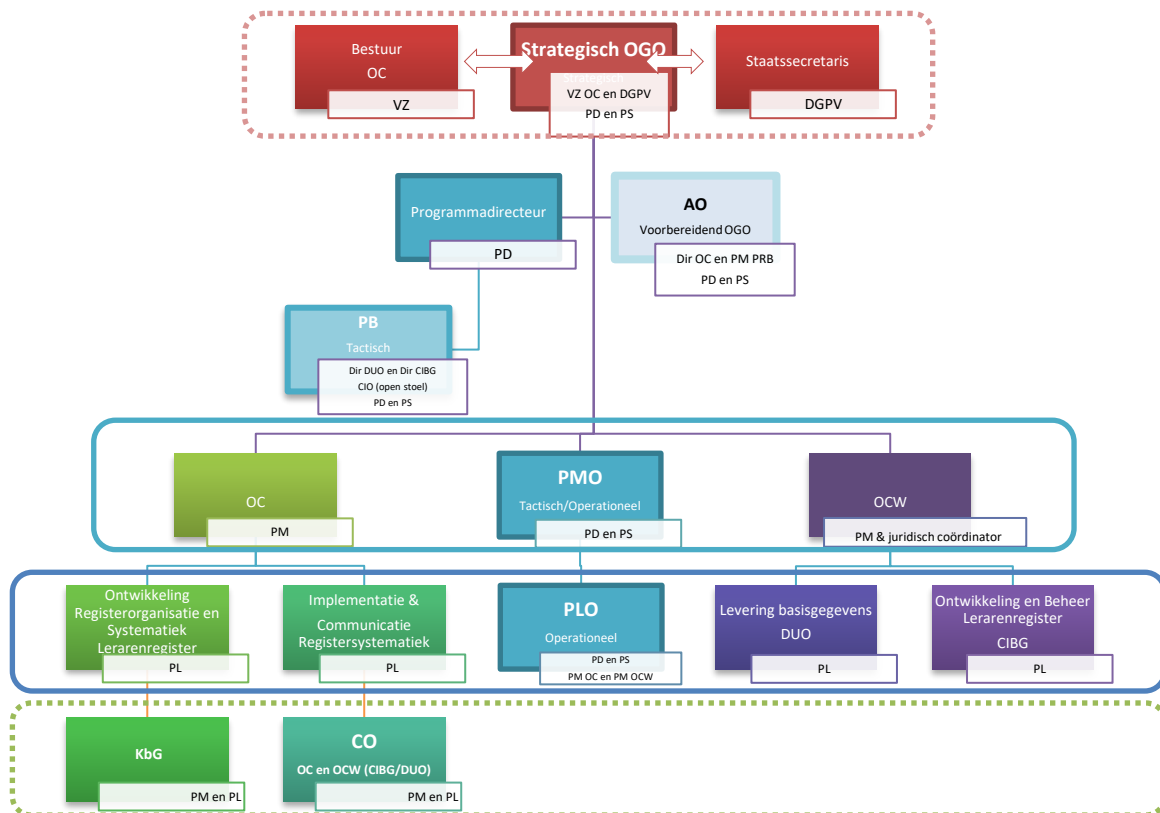 Bestuur
OC
VZ
Strategisch OGO
Strategisch
VZ OC en DGPV
PD en PS
Staatssecretaris
DGPV
Programmadirecteur
PD
AO
Voorbereidend OGO
Dir OC en PM PRB
PD en PS
PB
Tactisch
Dir DUO en Dir CIBG
CIO (open stoel)
PD en PS
OC
PM
PMO
Tactisch/Operationeel
PD en PS
OCW
PM & juridisch coördinator
Ontwikkeling
Registerorganisatie en
Systematiek
Lerarenregister
PL
Implementatie &
Communicatie
Registersystematiek
PL
PLO
Operationeel
PD en PS
PM OC en PM OCW
Levering basisgegevens
DUO
PL
Ontwikkeling en Beheer
Lerarenregister
CIBG
PL
KbG
PM en PL
CO
OC en OCW (CIBG/DUO)
PM en PL